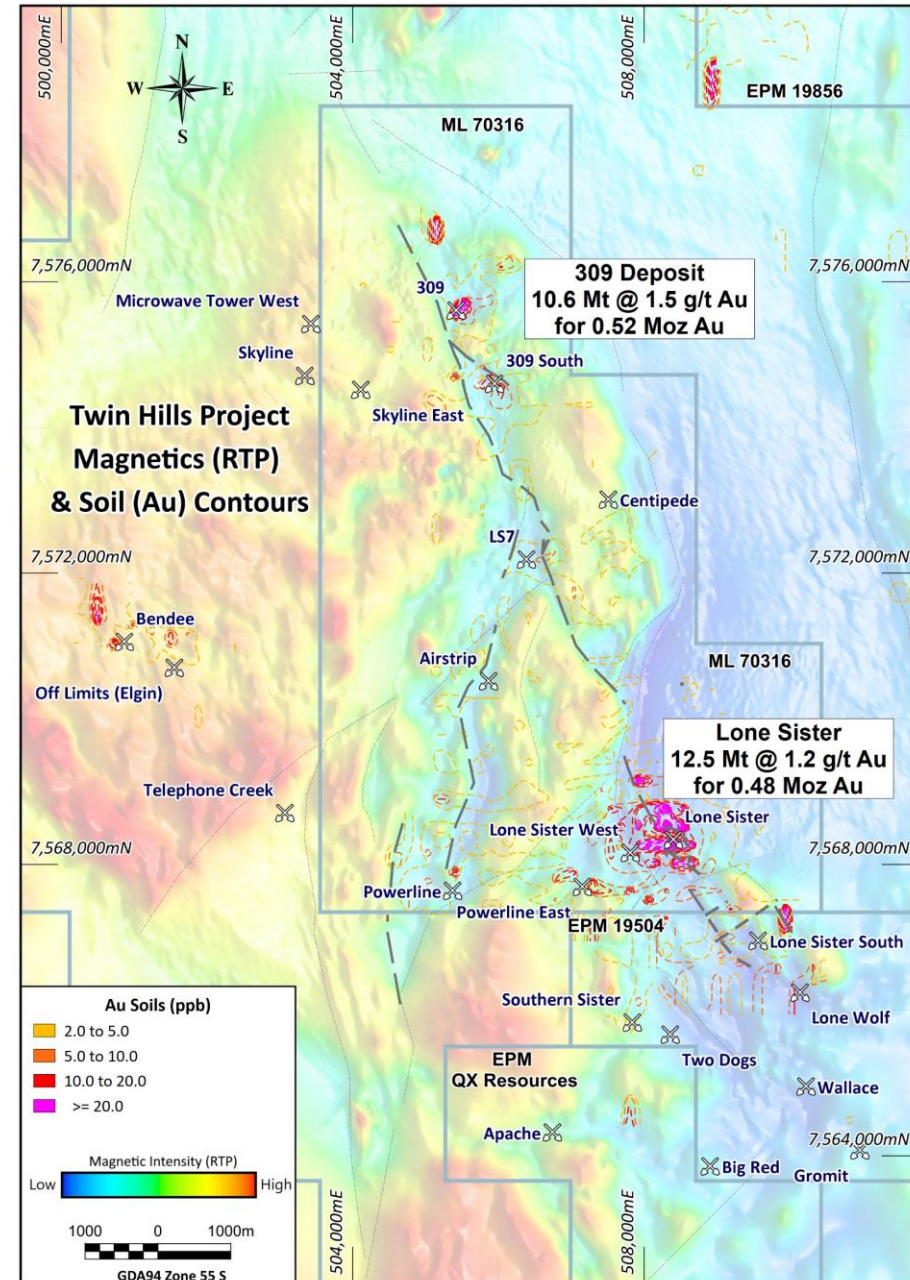 500,000mE
504,000mE
508,000mE
N
W
E
S
EPM 19856
ML 70316
7,576,000mN
7,576,000mN
309 Deposit
10.6 Mt @ 1.5 g/t Au
for 0.52 Moz Au
309
Microwave Tower West
Skyline
309 South
Skyline East
Twin Hills Project
Magnetics (RTP)
& Soil (Au) Contours
Centipede
LS7
7,572,000mN
7,572,000mN
Bendee
Off Limits (Elgin)
Airstrip
ML 70316
Lone Sister
12.5 Mt @ 1.2 g/t Au
for 0.48 Moz Au
Telephone Creek
Lone Sister
Lone Sister West
7,568,000mN
7,568,000mN
Powerline
Powerline East
EPM 19504
Lone Sister South
Southern Sister
Lone Wolf
Two Dogs
EPM
QX Resources
Wallace
Apache
7,564,000mN
Big Red
Gromit
Au Soils (ppb)
2.0 to 5.0
5.0 to 10.0
10.0 to 20.0
>= 20.0
Magnetic Intensity (RTP)
Low
High
1000 0 1000m
GDA94 Zone 55 S
504,000mE
508,000mE